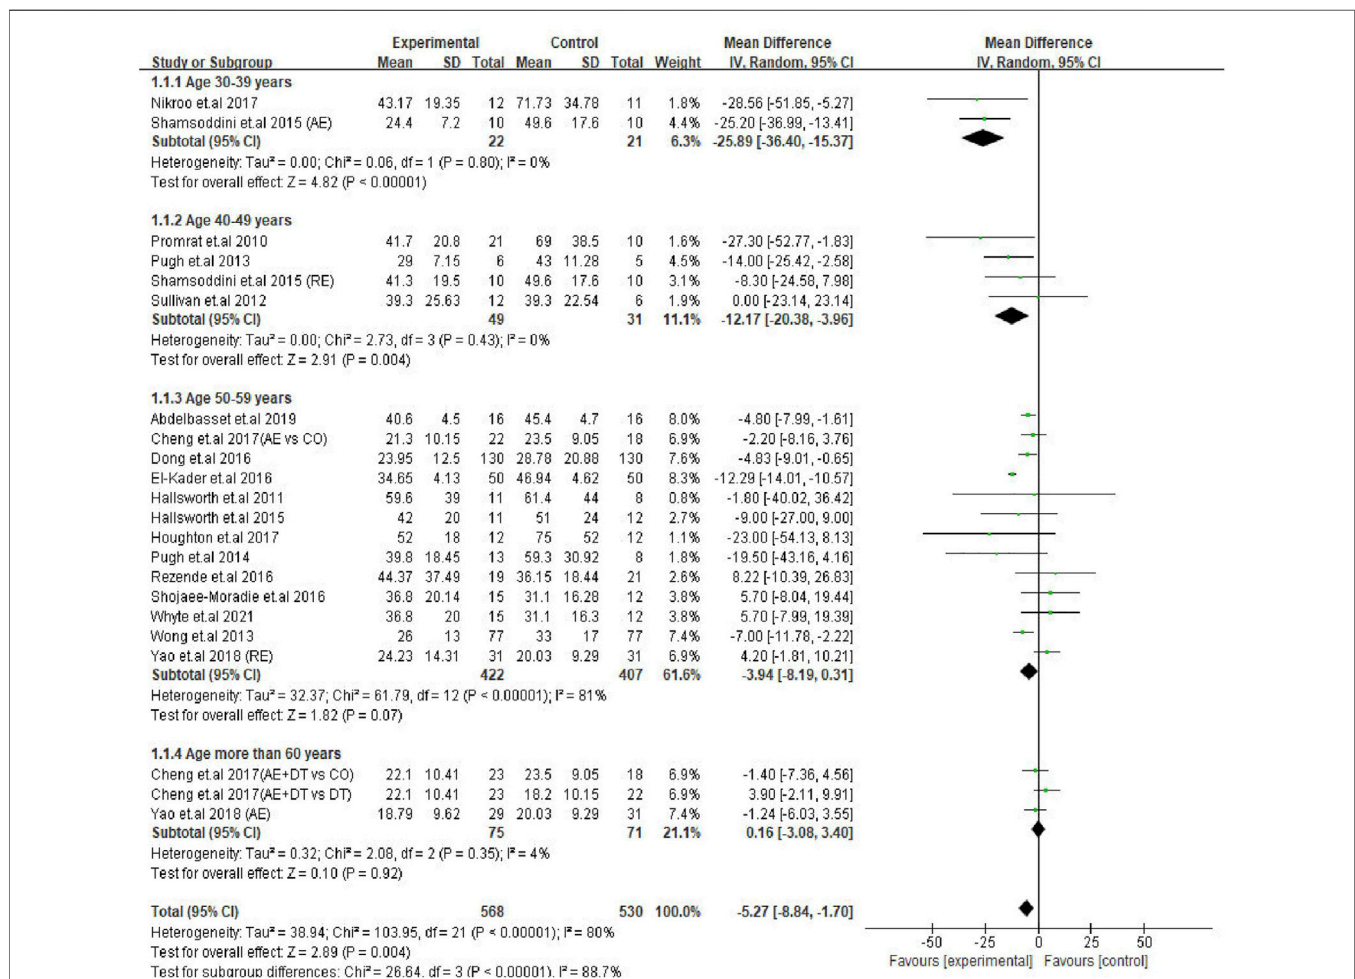 Experimental Control Mean Difference Mean Difference
Study or Subgroup Mean SD Total Mean SD Total Weight IV, Random, 95% CI IV, Random, 95% CI
1.1.1 Age 30-39 years
Nikroo et.al 2017 43.17 19.35 12 71.73 34.78 11 1.8% -28.56 [-51.85, -5.27]
Shamsoddini et.al 2015 (AE) 24.4 7.2 10 49.6 17.6 10 4.4% -25.20 [-36.99, -13.41]
Subtotal (95% CI) 22 21 6.3% -25.89 [-36.40, -15.37]
Heterogeneity: Tau² = 0.00; Chi² = 0.06, df = 1 (P = 0.80); I² = 0%
Test for overall effect: Z = 4.82 (P < 0.00001)
1.1.2 Age 40-49 years
Promrat et.al 2010 41.7 20.8 21 69 38.5 10 1.6% -27.30 [-52.77, -1.83]
Pugh et.al 2013 29 7.15 6 43 11.28 5 4.5% -14.00 [-25.42, -2.58]
Shamsoddini et.al 2015 (RE) 41.3 19.5 10 49.6 17.6 10 3.1% -8.30 [-24.58, 7.98]
Sullivan et.al 2012 39.3 25.63 12 39.3 22.54 6 1.9% 0.00 [-23.14, 23.14]
Subtotal (95% CI) 49 31 11.1% -12.17 [-20.38, -3.96]
Heterogeneity: Tau² = 0.00; Chi² = 2.73, df = 3 (P = 0.43); I² = 0%
Test for overall effect: Z = 2.91 (P = 0.004)
1.1.3 Age 50-59 years
Abdelbasset et.al 2019 40.6 4.5 16 45.4 4.7 16 8.0% -4.80 [-7.99, -1.61]
Cheng et.al 2017(AE vs CO) 21.3 10.15 22 23.5 9.05 18 6.9% -2.20 [-8.16, 3.76]
Dong et.al 2016 23.95 12.5 130 28.78 20.88 130 7.6% -4.83 [-9.01, -0.65]
El-Kader et.al 2016 34.65 4.13 50 46.94 4.62 50 8.3% -12.29 [-14.01, -10.57]
Hallsworth et.al 2011 59.6 39 11 61.4 44 8 0.8% -1.80 [-40.02, 36.42]
Hallsworth et.al 2015 42 20 11 51 24 12 2.7% -9.00 [-27.00, 9.00]
Houghton et.al 2017 52 18 12 75 52 12 1.1% -23.00 [-54.13, 8.13]
Pugh et.al 2014 39.8 18.45 13 59.3 30.92 8 1.8% -19.50 [-43.16, 4.16]
Rezende et.al 2016 44.37 37.49 19 36.15 18.44 21 2.6% 8.22 [-10.39, 26.83]
Shojaee-Moradie et.al 2016 36.8 20.14 15 31.1 16.28 12 3.8% 5.70 [-8.04, 19.44]
Whyte et.al 2021 36.8 20 15 31.1 16.3 12 3.8% 5.70 [-7.99, 19.39]
Wong et.al 2013 26 13 77 33 17 77 7.4% -7.00 [-11.78, -2.22]
Yao et.al 2018 (RE) 24.23 14.31 31 20.03 9.29 31 6.9% 4.20 [-1.81, 10.21]
Subtotal (95% CI) 422 407 61.6% -3.94 [-8.19, 0.31]
Heterogeneity: Tau² = 32.37; Chi² = 61.79, df = 12 (P < 0.00001); I² = 81%
Test for overall effect: Z = 1.82 (P = 0.07)
1.1.4 Age more than 60 years
Cheng et.al 2017(AE+DT vs CO) 22.1 10.41 23 23.5 9.05 18 6.9% -1.40 [-7.36, 4.56]
Cheng et.al 2017(AE+DT vs DT) 22.1 10.41 23 18.2 10.15 22 6.9% 3.90 [-2.11, 9.91]
Yao et.al 2018 (AE) 18.79 9.62 29 20.03 9.29 31 7.4% -1.24 [-6.03, 3.55]
Subtotal (95% CI) 75 71 21.1% 0.16 [-3.08, 3.40]
Heterogeneity: Tau² = 0.32; Chi² = 2.08, df = 2 (P = 0.35); I² = 4%
Test for overall effect: Z = 0.10 (P = 0.92)
Total (95% CI) 568 530 100.0% -5.27 [-8.84, -1.70]
Heterogeneity: Tau² = 38.94; Chi² = 103.95, df = 21 (P < 0.00001); I² = 80%
Test for overall effect: Z = 2.89 (P = 0.004)
Test for subgroup differences: Chi² = 26.64, df = 3 (P < 0.00001), I² = 88.7%
-50 -25 0 25 50
Favours [experimental] Favours [control]